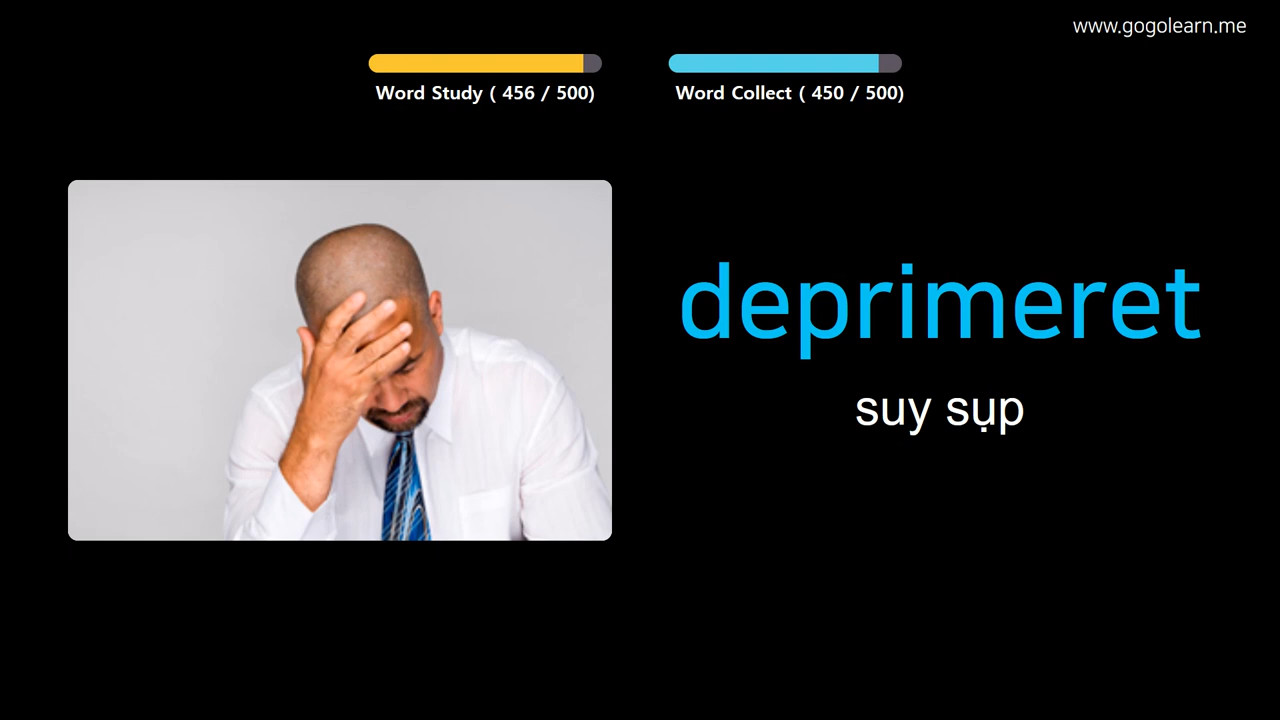 www.gogolearn.me
Word Study ( 456 / 500)
Word Collect ( 450 / 500)
deprimeret
suy sụp